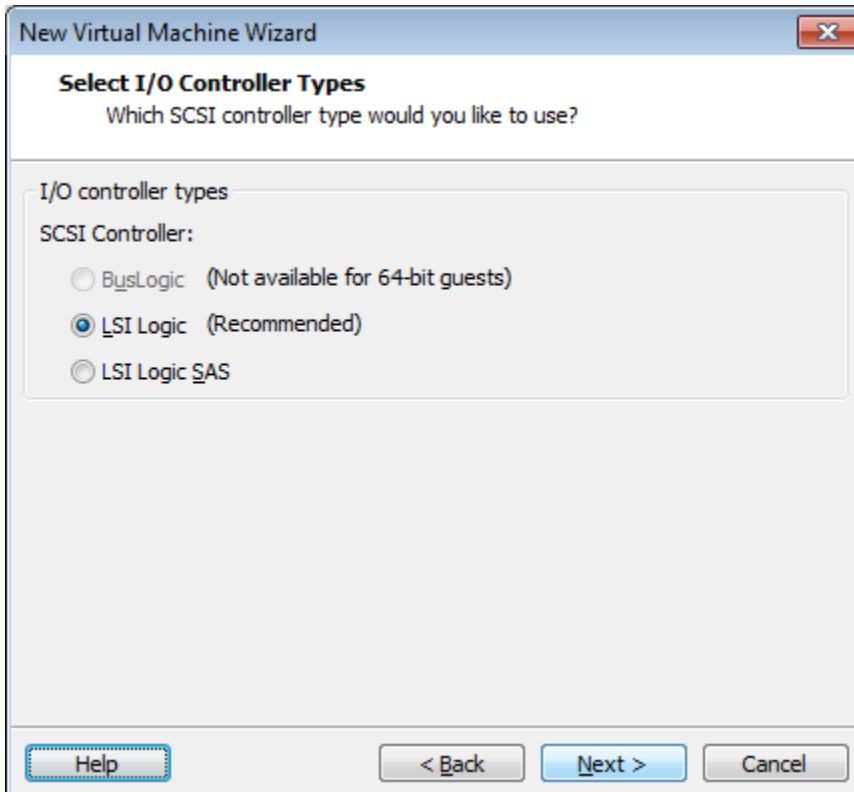 New Virtual Machine Wizard
Select I/O Controller Types
Which SCSI controller type would you like to use?
I/O controller types
SCSI Controller:
BusLogic (Not available for 64-bit guests)
LSI Logic (Recommended)
LSI Logic SAS
Help < Back Next > Cancel